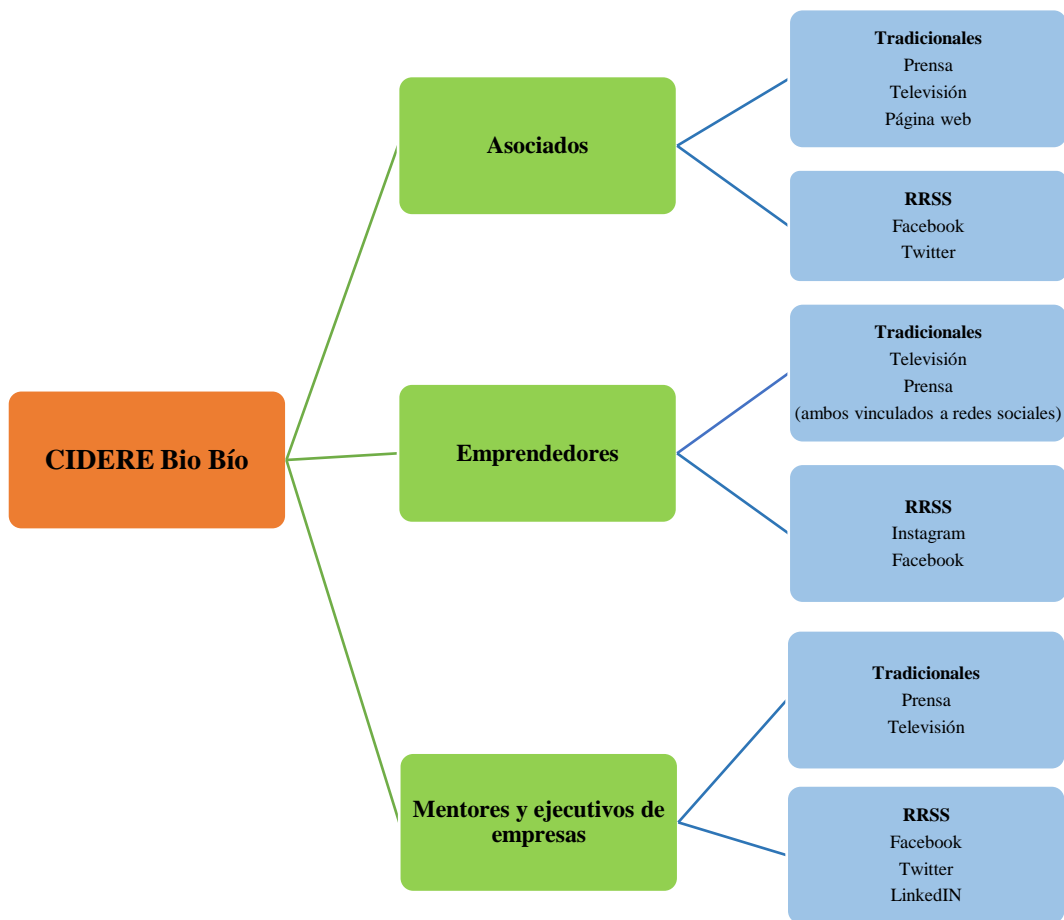 CIDERE Bio Bío
Asociados
Tradicionales
Prensa
Televisión
Página web
RRSS
Facebook
Twitter
Emprendedores
Tradicionales
Televisión
Prensa
(ambos vinculados a redes sociales)
RRSS
Instagram
Facebook
Mentores y ejecutivos de
empresas
Tradicionales
Prensa
Televisión
RRSS
Facebook
Twitter
LinkedIN